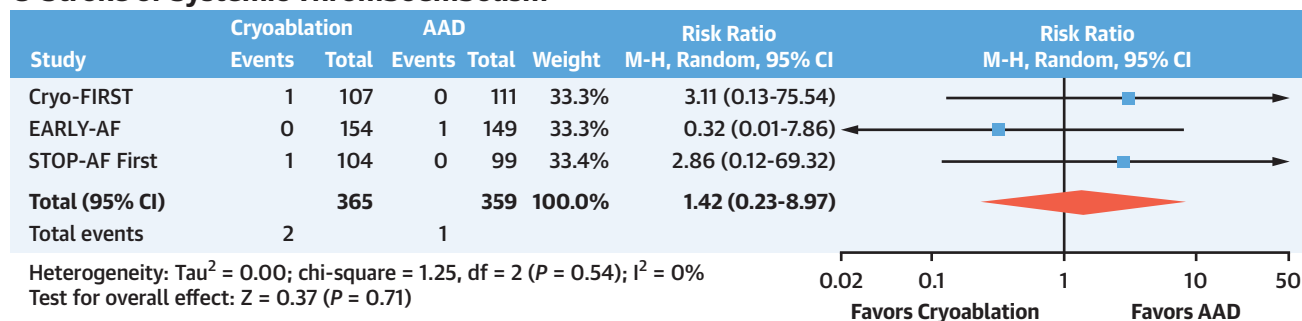 Cryoablation AAD Risk Ratio Risk Ratio
Study Events Total Events Total Weight M-H, Random, 95% CI M-H, Random, 95% CI
Cryo-FIRST 1 107 0 111 33.3% 3.11 (0.13-75.54)
EARLY-AF 0 154 1 149 33.3% 0.32 (0.01-7.86)
STOP-AF First 1 104 0 99 33.4% 2.86 (0.12-69.32)
Total (95% CI) 365 359 100.0% 1.42 (0.23-8.97)
Total events 2 1
Heterogeneity: Tau² = 0.00; chi-square = 1.25, df = 2 (P = 0.54); I² = 0%
Test for overall effect: Z = 0.37 (P = 0.71)
0.02 0.1 1 10 50
Favors Cryoablation Favors AAD